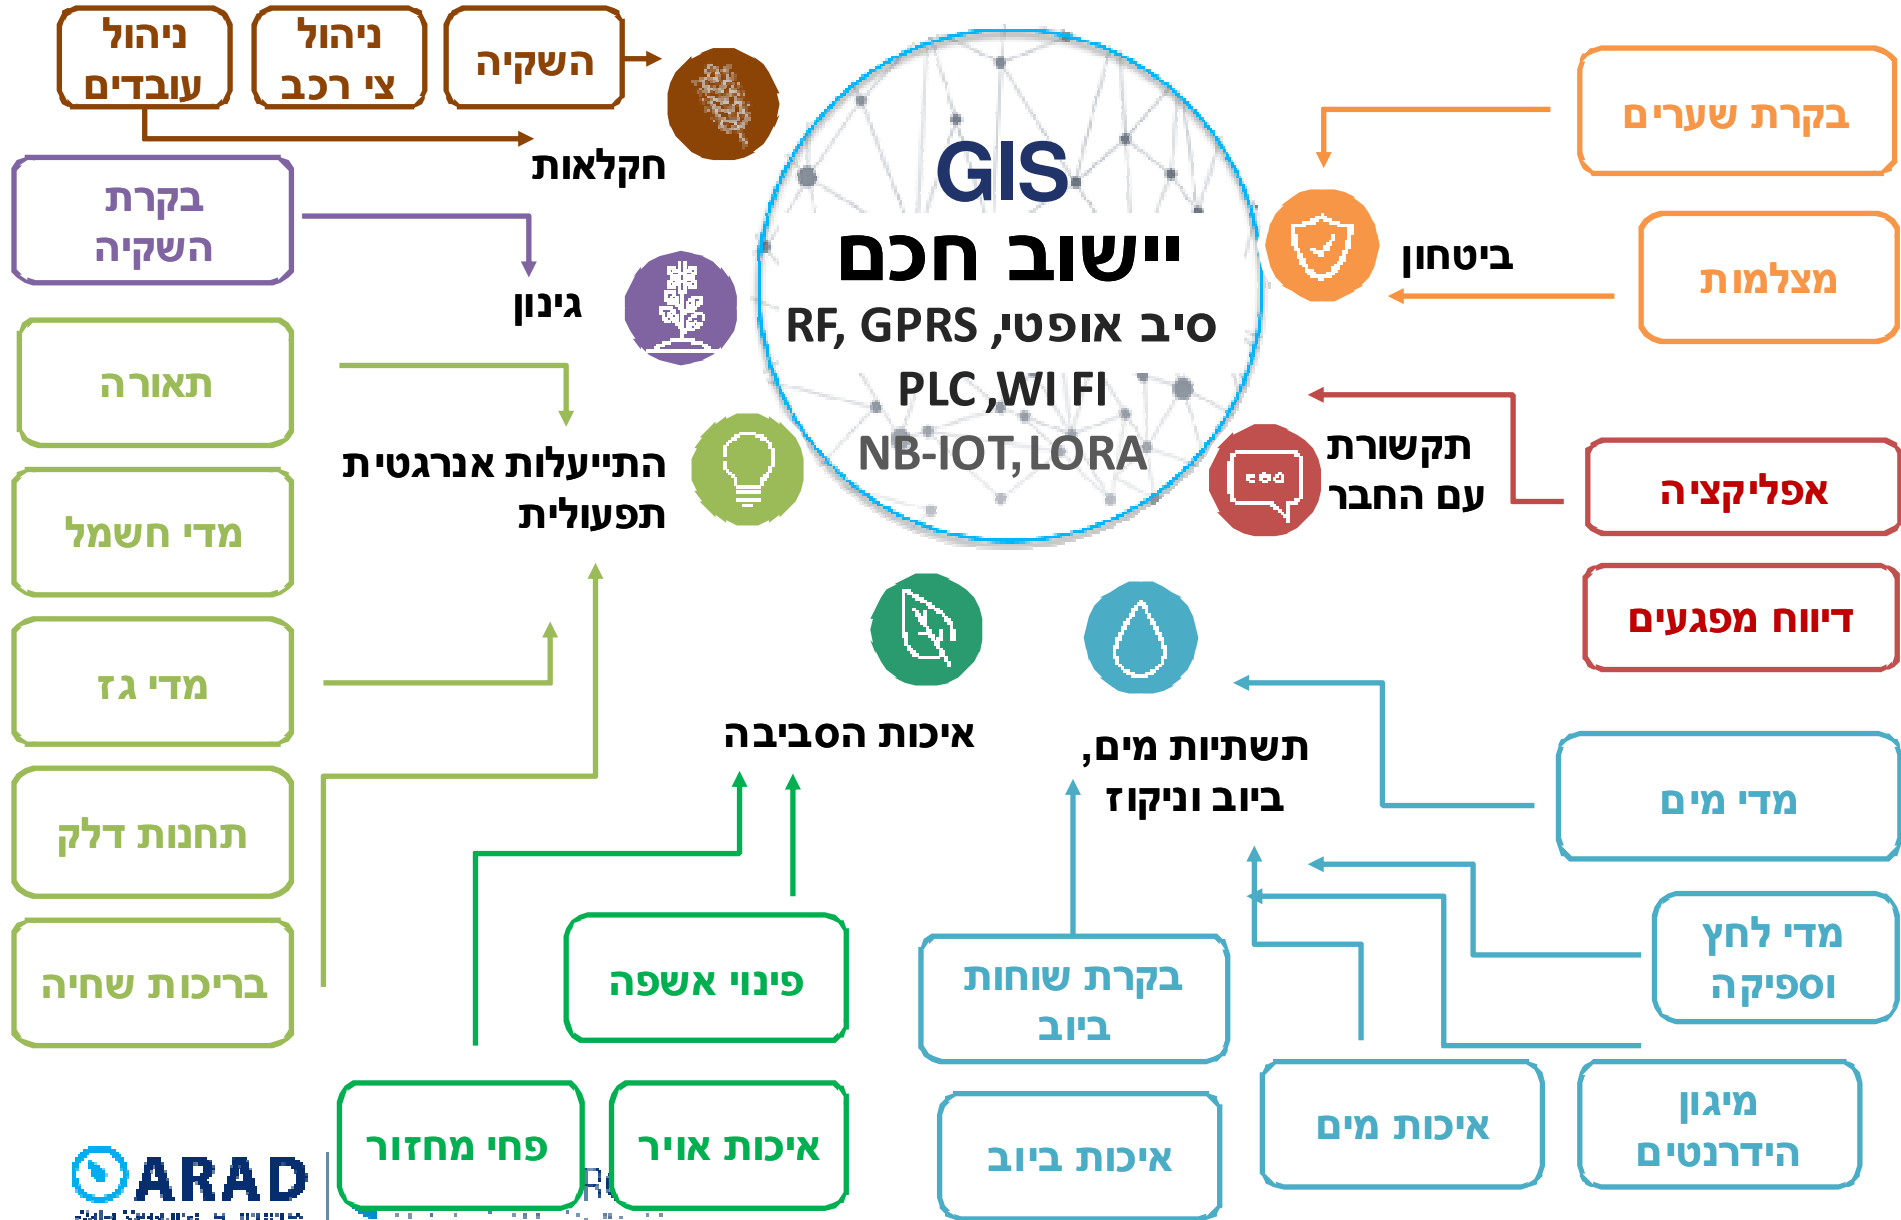 ניהול
עובדים
ניהול
צי רכב
השקיה
חקלאות
בקרת
השקיה
גינון
תאורה
מדי חשמל
מדי גז
תחנות דלק
בריכות שחיה
התייעלות אנרגטית
תפעולית
GIS
יישוב חכם
סיב אופטי, RF, GPRS
PLC ,WI FI
NB-IOT, LORA
בקרת שערים
מצלמות
ביטחון
תקשורת
עם החבר
אפליקציה
דיווח מפגעים
איכות הסביבה
פינוי אשפה
פחי מחזור
איכות אויר
תשתיות מים,
ביוב וניקוז
מדי מים
מדי לחץ
וספיקה
מיגון
הידרנטים
איכות מים
בקרת שוחות
ביוב
איכות ביוב
ARAD